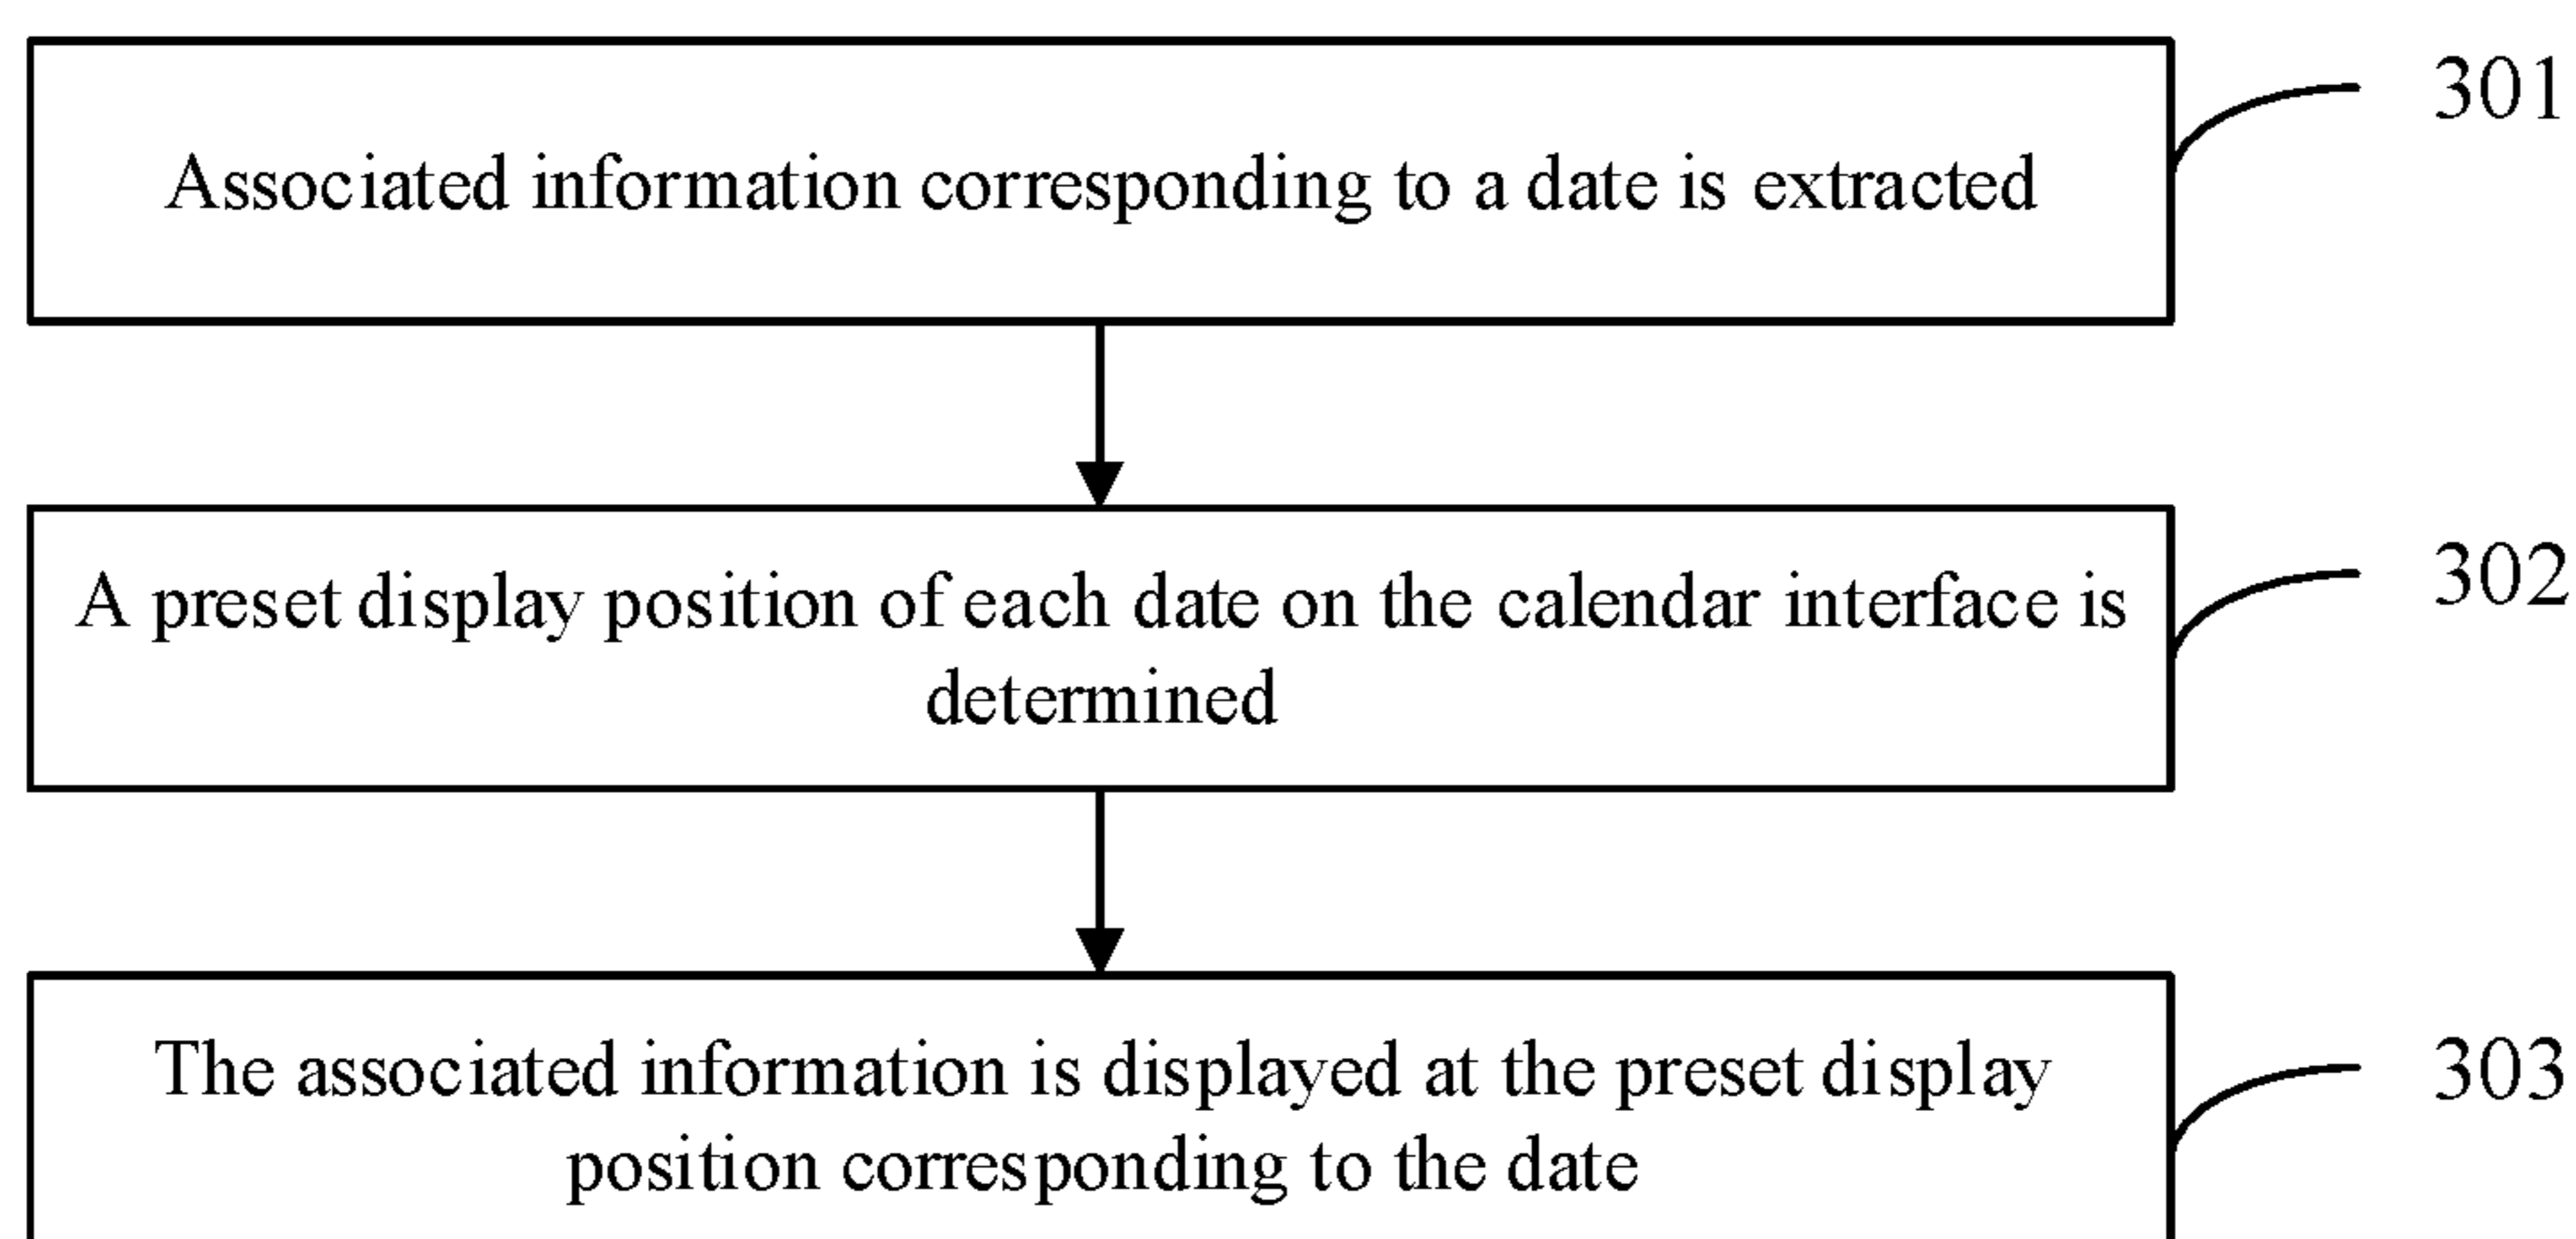 Associated information corresponding to a date is extracted
301
A preset display position of each date on the calendar interface is
determined
302
The associated information is displayed at the preset display
position corresponding to the date
303